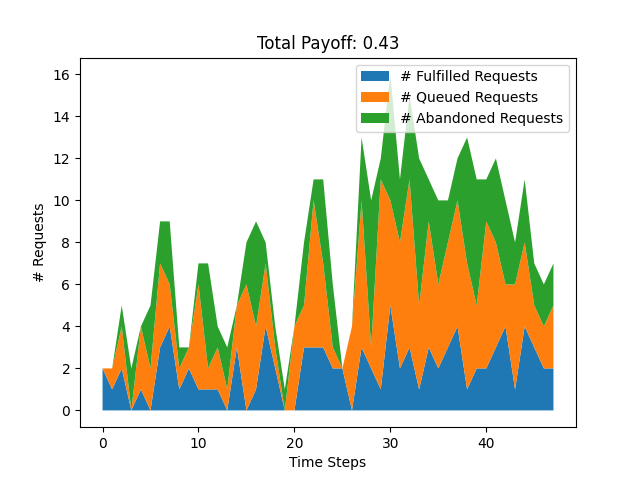 Total Payoff: 0.43
# Fulfilled Requests
# Queued Requests
# Abandoned Requests
16
14
12
10
8
6
4
2
0
# Requests
0 10 20 30 40
Time Steps